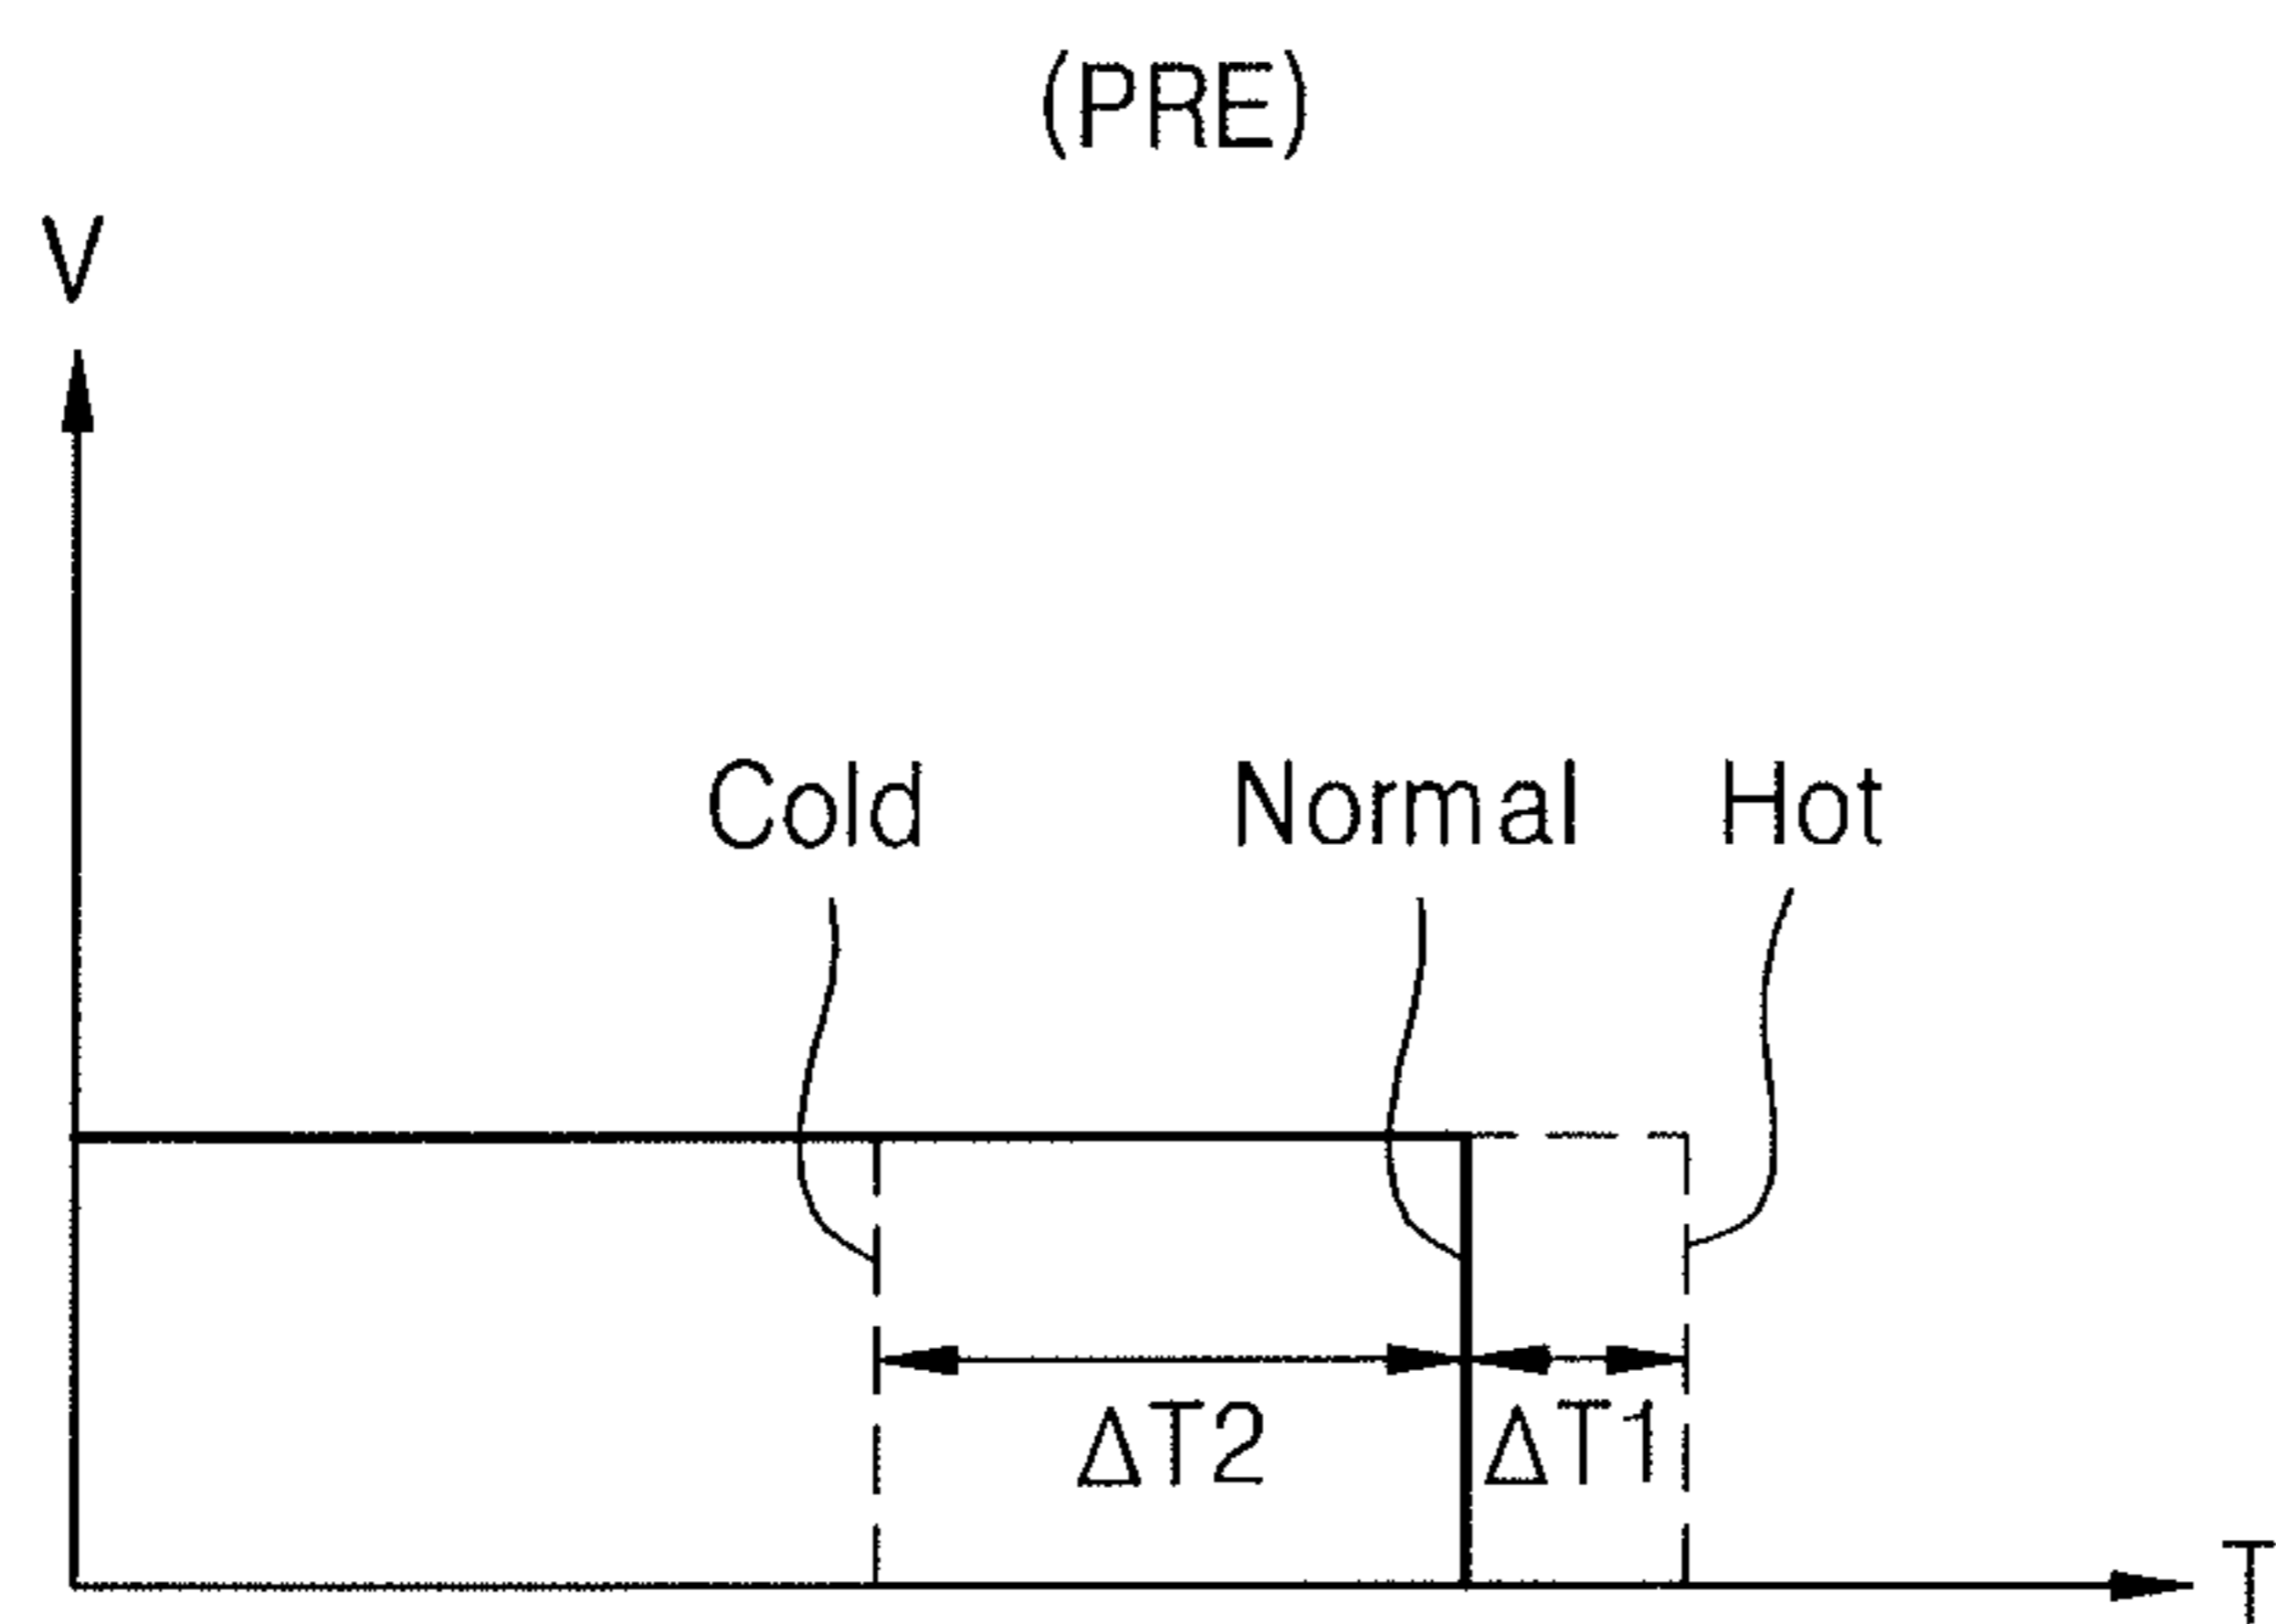 (PRE)
V
Cold Normal Hot
ΔT2 ΔT1
T